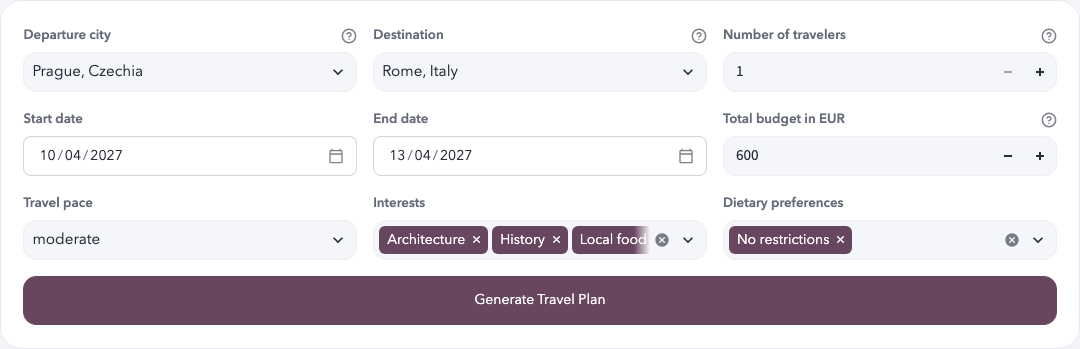 Departure city
Destination
Number of travelers
Prague, Czechia
Rome, Italy
1
Start date
End date
Total budget in EUR
10/04/2027
13/04/2027
600
Travel pace
Interests
Dietary preferences
moderate
Architecture × History × Local food
No restrictions ×
Generate Travel Plan